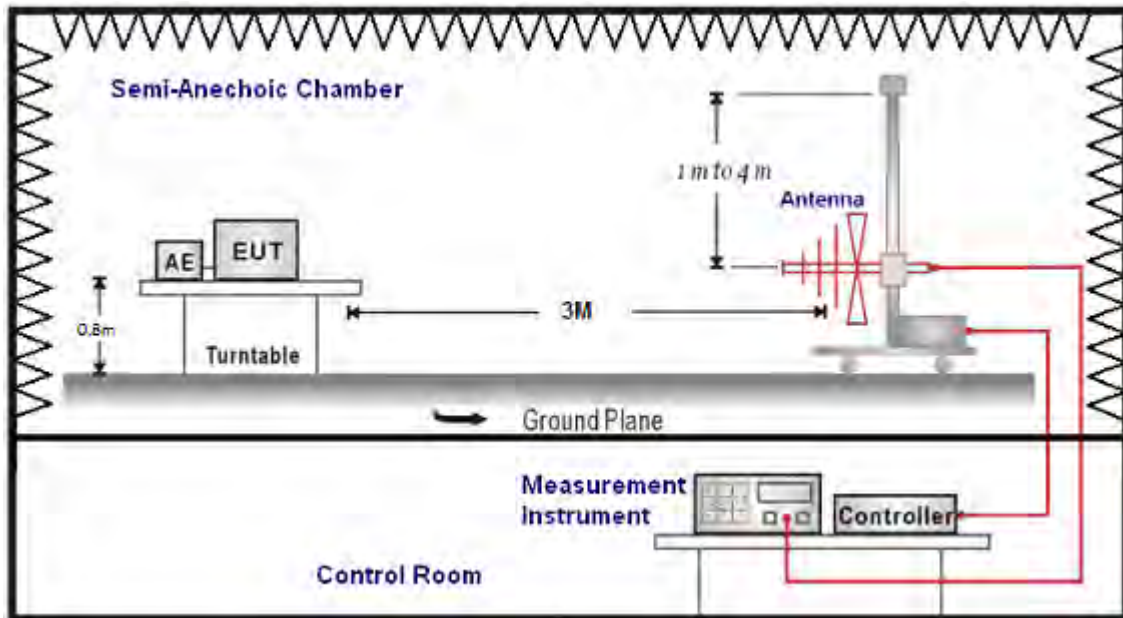 Semi-Anechoic Chamber
1 m to 4 m
Antenna
AE
EUT
3M
0.8m
Turntable
Ground Plane
Measurement
Instrument
Controller
Control Room